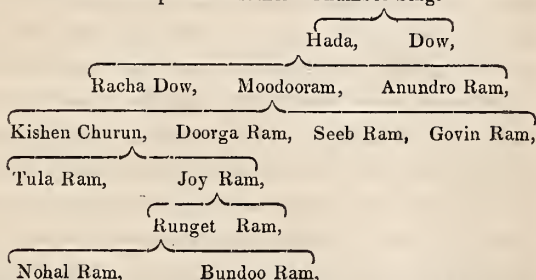 Hada, Dow,
Racha Dow, Moodooram, Anundro Ram,
Kishen Churun, Doorga Ram, Seeb Ram, Govin Ram,
Tula Ram, Joy Ram,
Runget Ram,
Nohal Ram, Bundoo Ram,